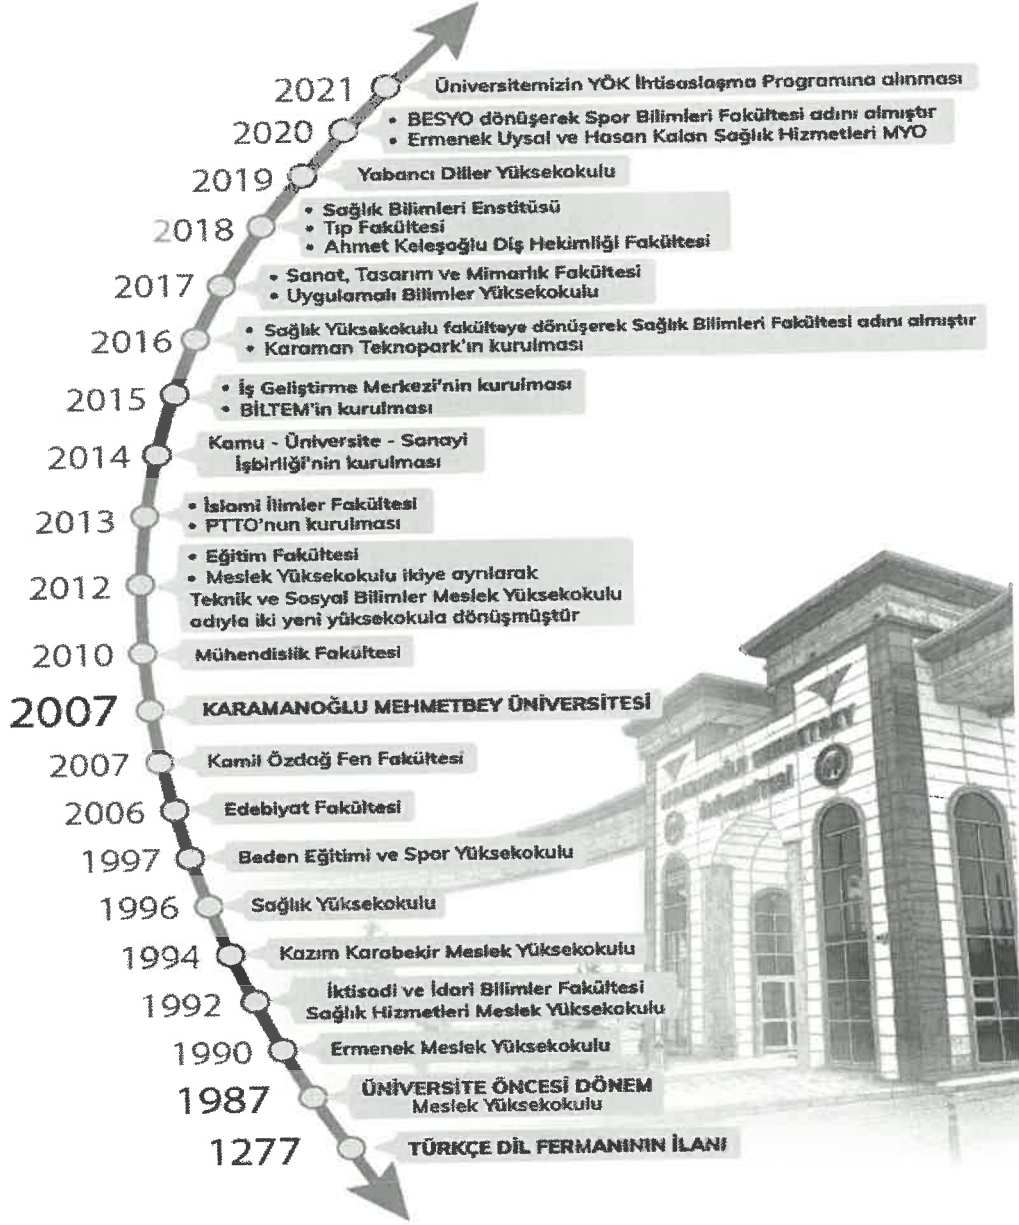 2021
Üniversitemizin YÖK İhtisaslaşma Programına alınması
2020
• BESYO dönüşerek Spor Bilimleri Fakültesi adını almıştır
• Ermenek Uysal ve Hasan Kalan Sağlık Hizmetleri MYO
2019
Yabancı Diller Yüksekokulu
2018
• Sağlık Bilimleri Enstitüsü
• Tıp Fakültesi
• Ahmet Keleşoğlu Diş Hekimliği Fakültesi
2017
• Sanat, Tasarım ve Mimarlık Fakültesi
• Uygulamalı Bilimler Yüksekokulu
2016
• Sağlık Yüksekokulu fakülteye dönüşerek Sağlık Bilimleri Fakültesi adını almıştır
• Karaman Teknopark'ın kurulması
2015
• İş Geliştirme Merkezi'nin kurulması
• BİLTEM'in kurulması
2014
Kamu - Üniversite - Sanayi
İşbirliği'nin kurulması
2013
• İslami İlimler Fakültesi
• PTTO'nun kurulması
2012
• Eğitim Fakültesi
• Meslek Yüksekokulu ikiye ayrılarak
Teknik ve Sosyal Bilimler Meslek Yüksekokulu
adıyla iki yeni yüksekokula dönüşmüştür
2010
Mühendislik Fakültesi
2007
KARAMANOĞLU MEHMETBEY ÜNİVERSİTESİ
2007
Kamil Özdağ Fen Fakültesi
2006
Edebiyat Fakültesi
1997
Beden Eğitimi ve Spor Yüksekokulu
1996
Sağlık Yüksekokulu
1994
Kazım Karabekir Meslek Yüksekokulu
1992
İktisadi ve İdari Bilimler Fakültesi
Sağlık Hizmetleri Meslek Yüksekokulu
1990
Ermenek Meslek Yüksekokulu
1987
ÜNİVERSİTE ÖNCESİ DÖNEM
Meslek Yüksekokulu
1277
TÜRKÇE DİL FERMANININ İLANI
KARAMANOĞLU MEHMETBEY
ÜNİVERSİTESİ